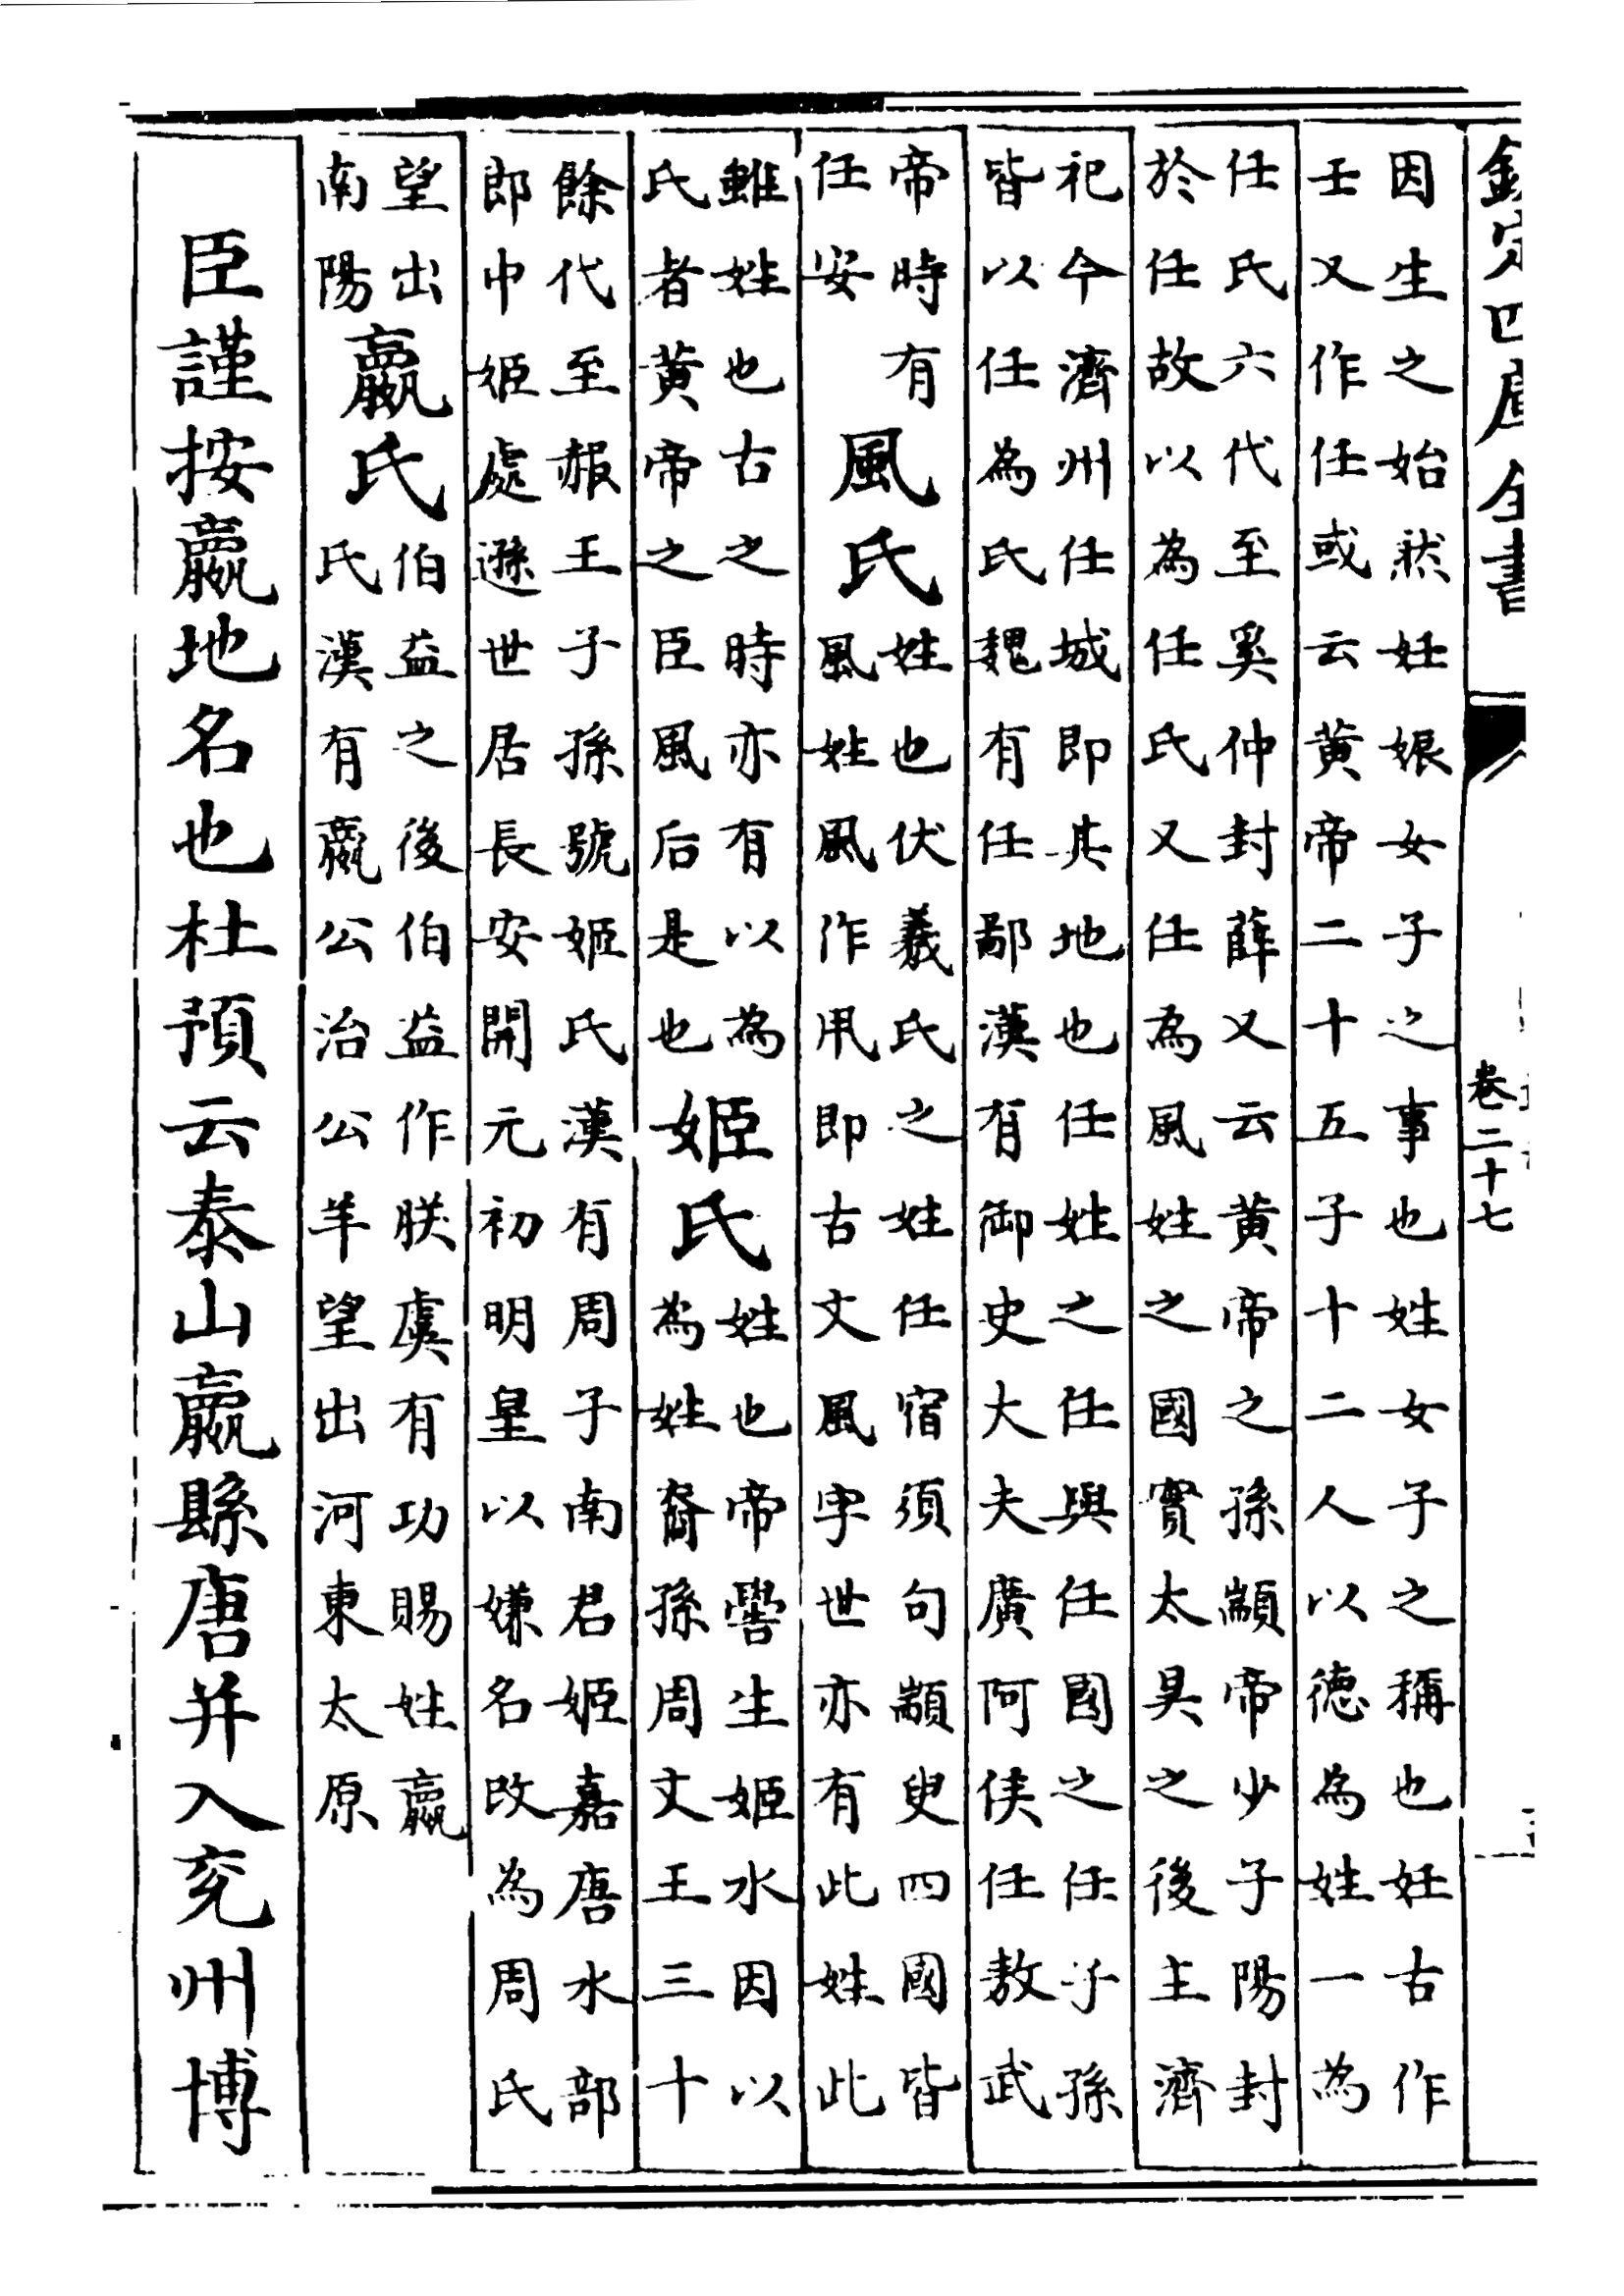 欽定四庫全書
卷二十七
因生之始然妊娠女子之事也姓女子之稱也妊古作
壬又作任或云黄帝二十五子十二人以徳為姓一為
任氏六代至奚仲封薛又云黄帝之孫顓帝少子陽封
於任故以為任氏又任為風姓之國實太昊之後主濟
祀今濟州任城即其地也任姓之任與任國之任子孫
皆以任為氏魏有任鄢漢有御史大夫廣阿侯任敖武
帝時有
任安
風氏
姓也伏羲氏之姓任宿須句顓臾四國皆
風姓風作凩即古文風字世亦有此姓此
雖姓也古之時亦有以為
氏者黄帝之臣風后是也
姬氏
姓也帝嚳生姬水因以
為姓裔孫周文王三十
餘代至赧王子孫號姬氏漢有周子南君姬嘉唐水部
郎中姬處遜世居長安開元初明皇以嫌名改為周氏
望出
南陽
嬴氏
伯益之後伯益作朕虞有功賜姓嬴
氏漢有嬴公治公羊望出河東太原
臣謹按嬴地名也杜預云泰山嬴縣唐并入兖州博